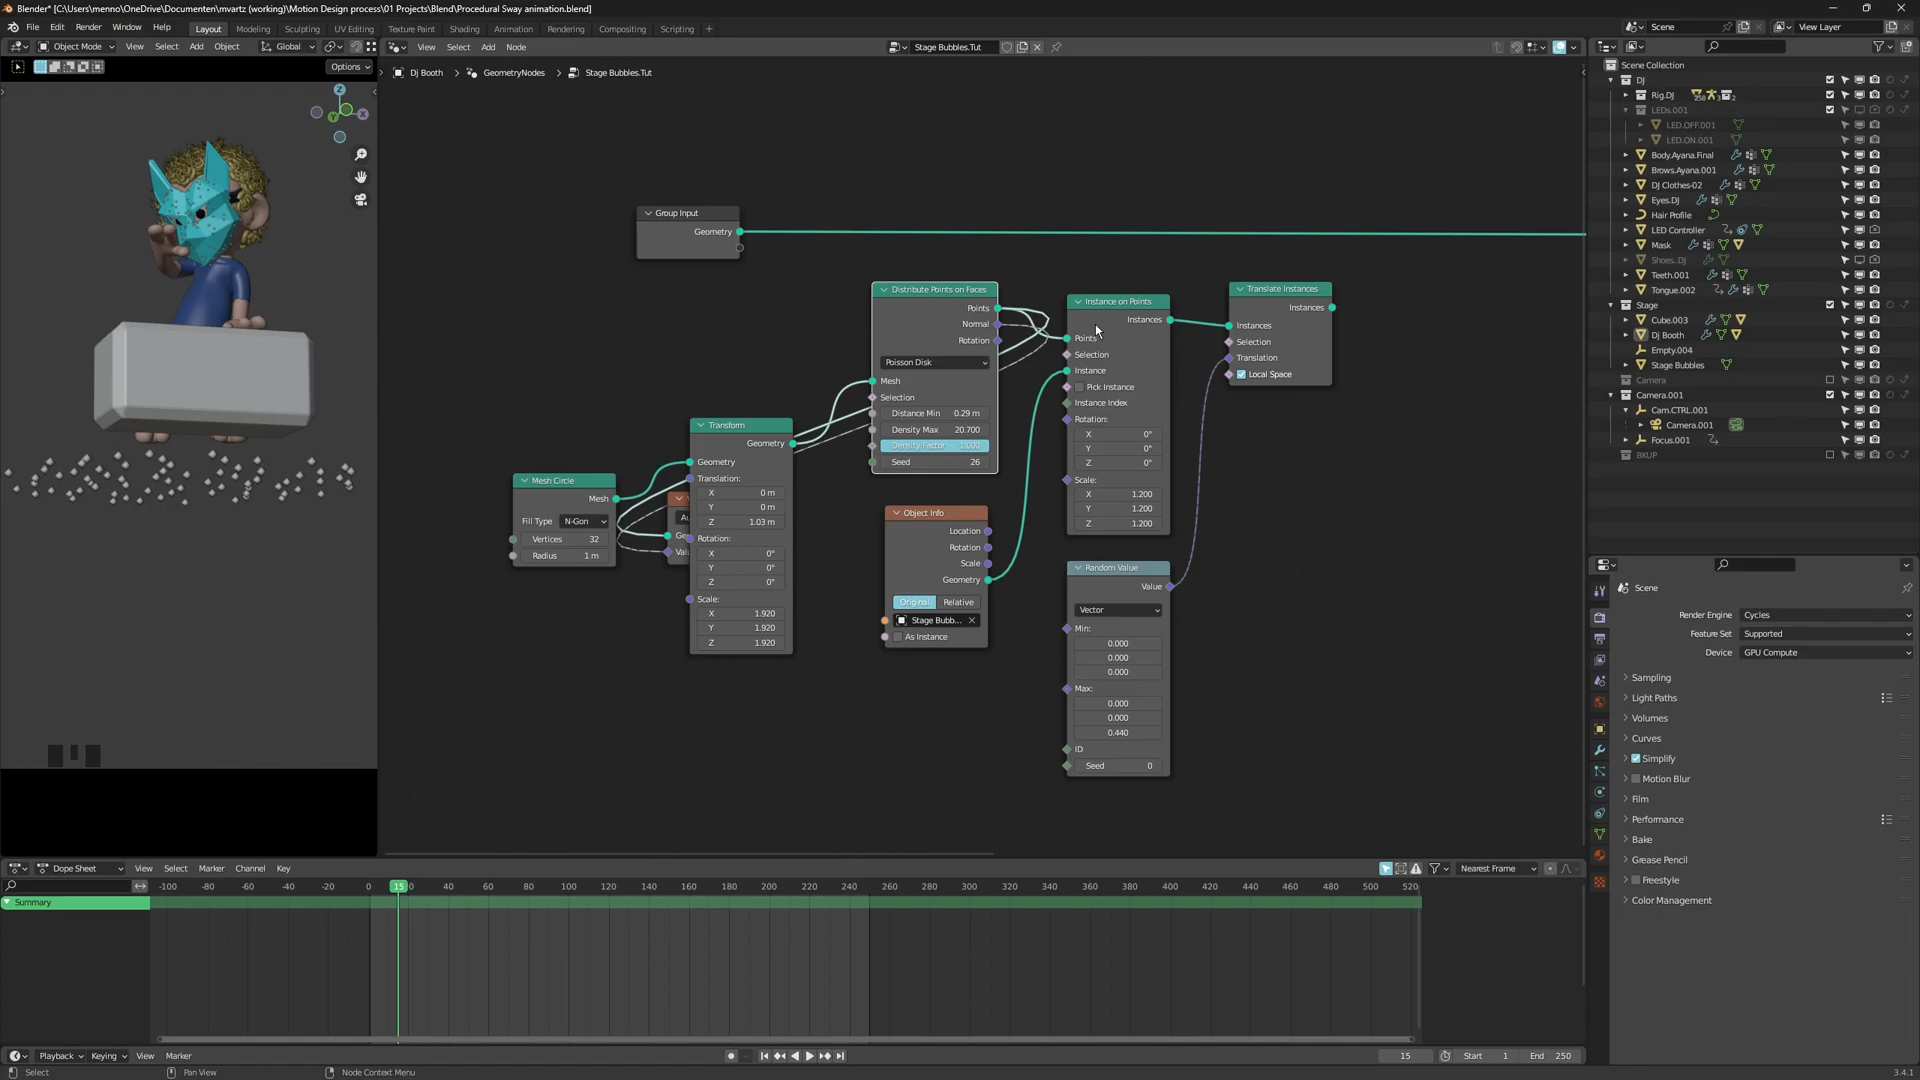 Blender* [C:\Users\menno\OneDrive\Documenten\mvartz (working)\Motion Design process\01 Projects\Blend\Procedural Sway animation.blend]
File Edit Render Window Help Layout Modeling Sculpting UV Editing Texture Paint Shading Animation Rendering Compositing Scripting + Scene View Layer
Object Mode View Select Add Object Global View Select Add Node Stage Bubbles.Tut
Options
Dj Booth > GeometryNodes > Stage Bubbles.Tut
Z
X
Y
Group Input
Geometry
Distribute Points on Faces
Points
Normal
Rotation
Poisson Disk
Mesh
Selection
Distance Min 0.29 m
Density Max 20.700
Density Factor 1.000
Seed 26
Instance on Points
Instances
Points
Selection
Instance
Pick Instance
Instance Index
Rotation:
X 0°
Y 0°
Z 0°
Scale:
X 1.200
Y 1.200
Z 1.200
Translate Instances
Instances
Instances
Selection
Translation
Local Space
Transform
Geometry
Geometry
Translation:
X 0 m
Y 0 m
Z 1.03 m
Rotation:
X 0°
Y 0°
Z 0°
Scale:
X 1.920
Y 1.920
Z 1.920
Mesh Circle
Mesh
Fill Type N-Gon
Vertices 32
Radius 1 m
Object Info
Location
Rotation
Scale
Geometry
Original Relative
Stage Bubb...
As Instance
Random Value
Value
Vector
Min:
0.000
0.000
0.000
Max:
0.000
0.000
0.440
ID
Seed 0
Scene Collection
DJ
Rig.DJ 258 3 2
LEDs.001
LED.OFF.001
LED.ON.001
Body.Ayana.Final
Brows.Ayana.001
DJ Clothes-02
Eyes.DJ
Hair Profile
LED Controller
Mask
Shoes..DJ
Teeth.001
Tongue.002
Stage
Cube.003
Dj Booth
Empty.004
Stage Bubbles
Camera
Camera.001
Cam.CTRL.001
Camera.001
Focus.001
BKUP
Scene
Render Engine Cycles
Feature Set Supported
Device GPU Compute
Sampling
Light Paths
Volumes
Curves
Simplify
Motion Blur
Film
Performance
Bake
Grease Pencil
Freestyle
Color Management
Dope Sheet View Select Marker Channel Key Nearest Frame
-100 -80 -60 -40 -20 0 15 20 40 60 80 100 120 140 160 180 200 220 240 260 280 300 320 340 360 380 400 420 440 460 480 500 520
Summary
Playback Keying View Marker 15 Start 1 End 250
Select Pan View Node Context Menu 3.4.1